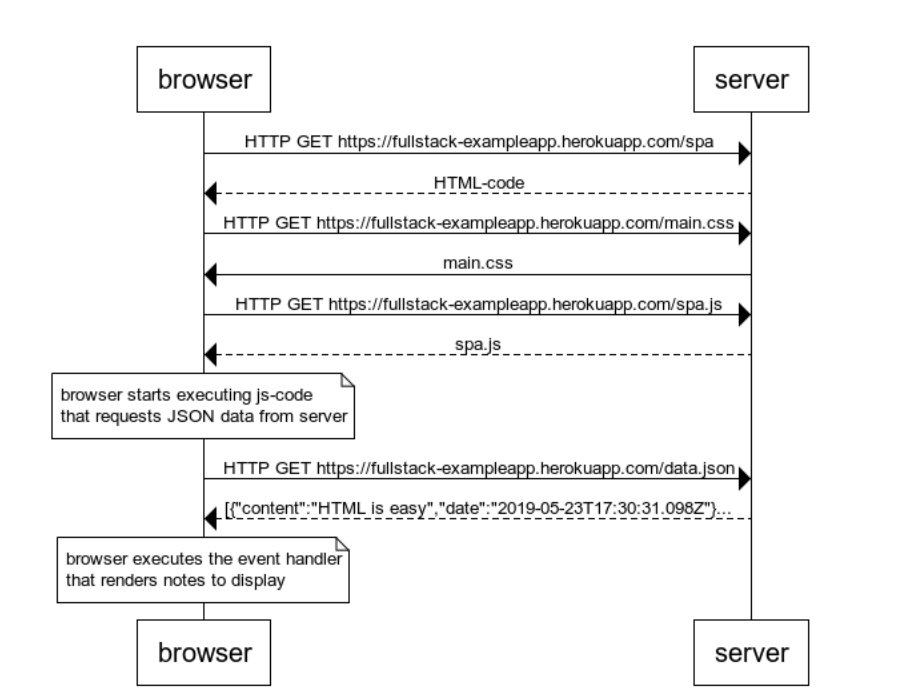 browser
server
HTTP GET https://fullstack-exampleapp.herokuapp.com/spa
HTML-code
HTTP GET https://fullstack-exampleapp.herokuapp.com/main.css
main.css
HTTP GET https://fullstack-exampleapp.herokuapp.com/spa.js
spa.js
browser starts executing js-code
that requests JSON data from server
HTTP GET https://fullstack-exampleapp.herokuapp.com/data.json
[{"content":"HTML is easy","date":"2019-05-23T17:30:31.098Z"}...
browser executes the event handler
that renders notes to display
browser
server